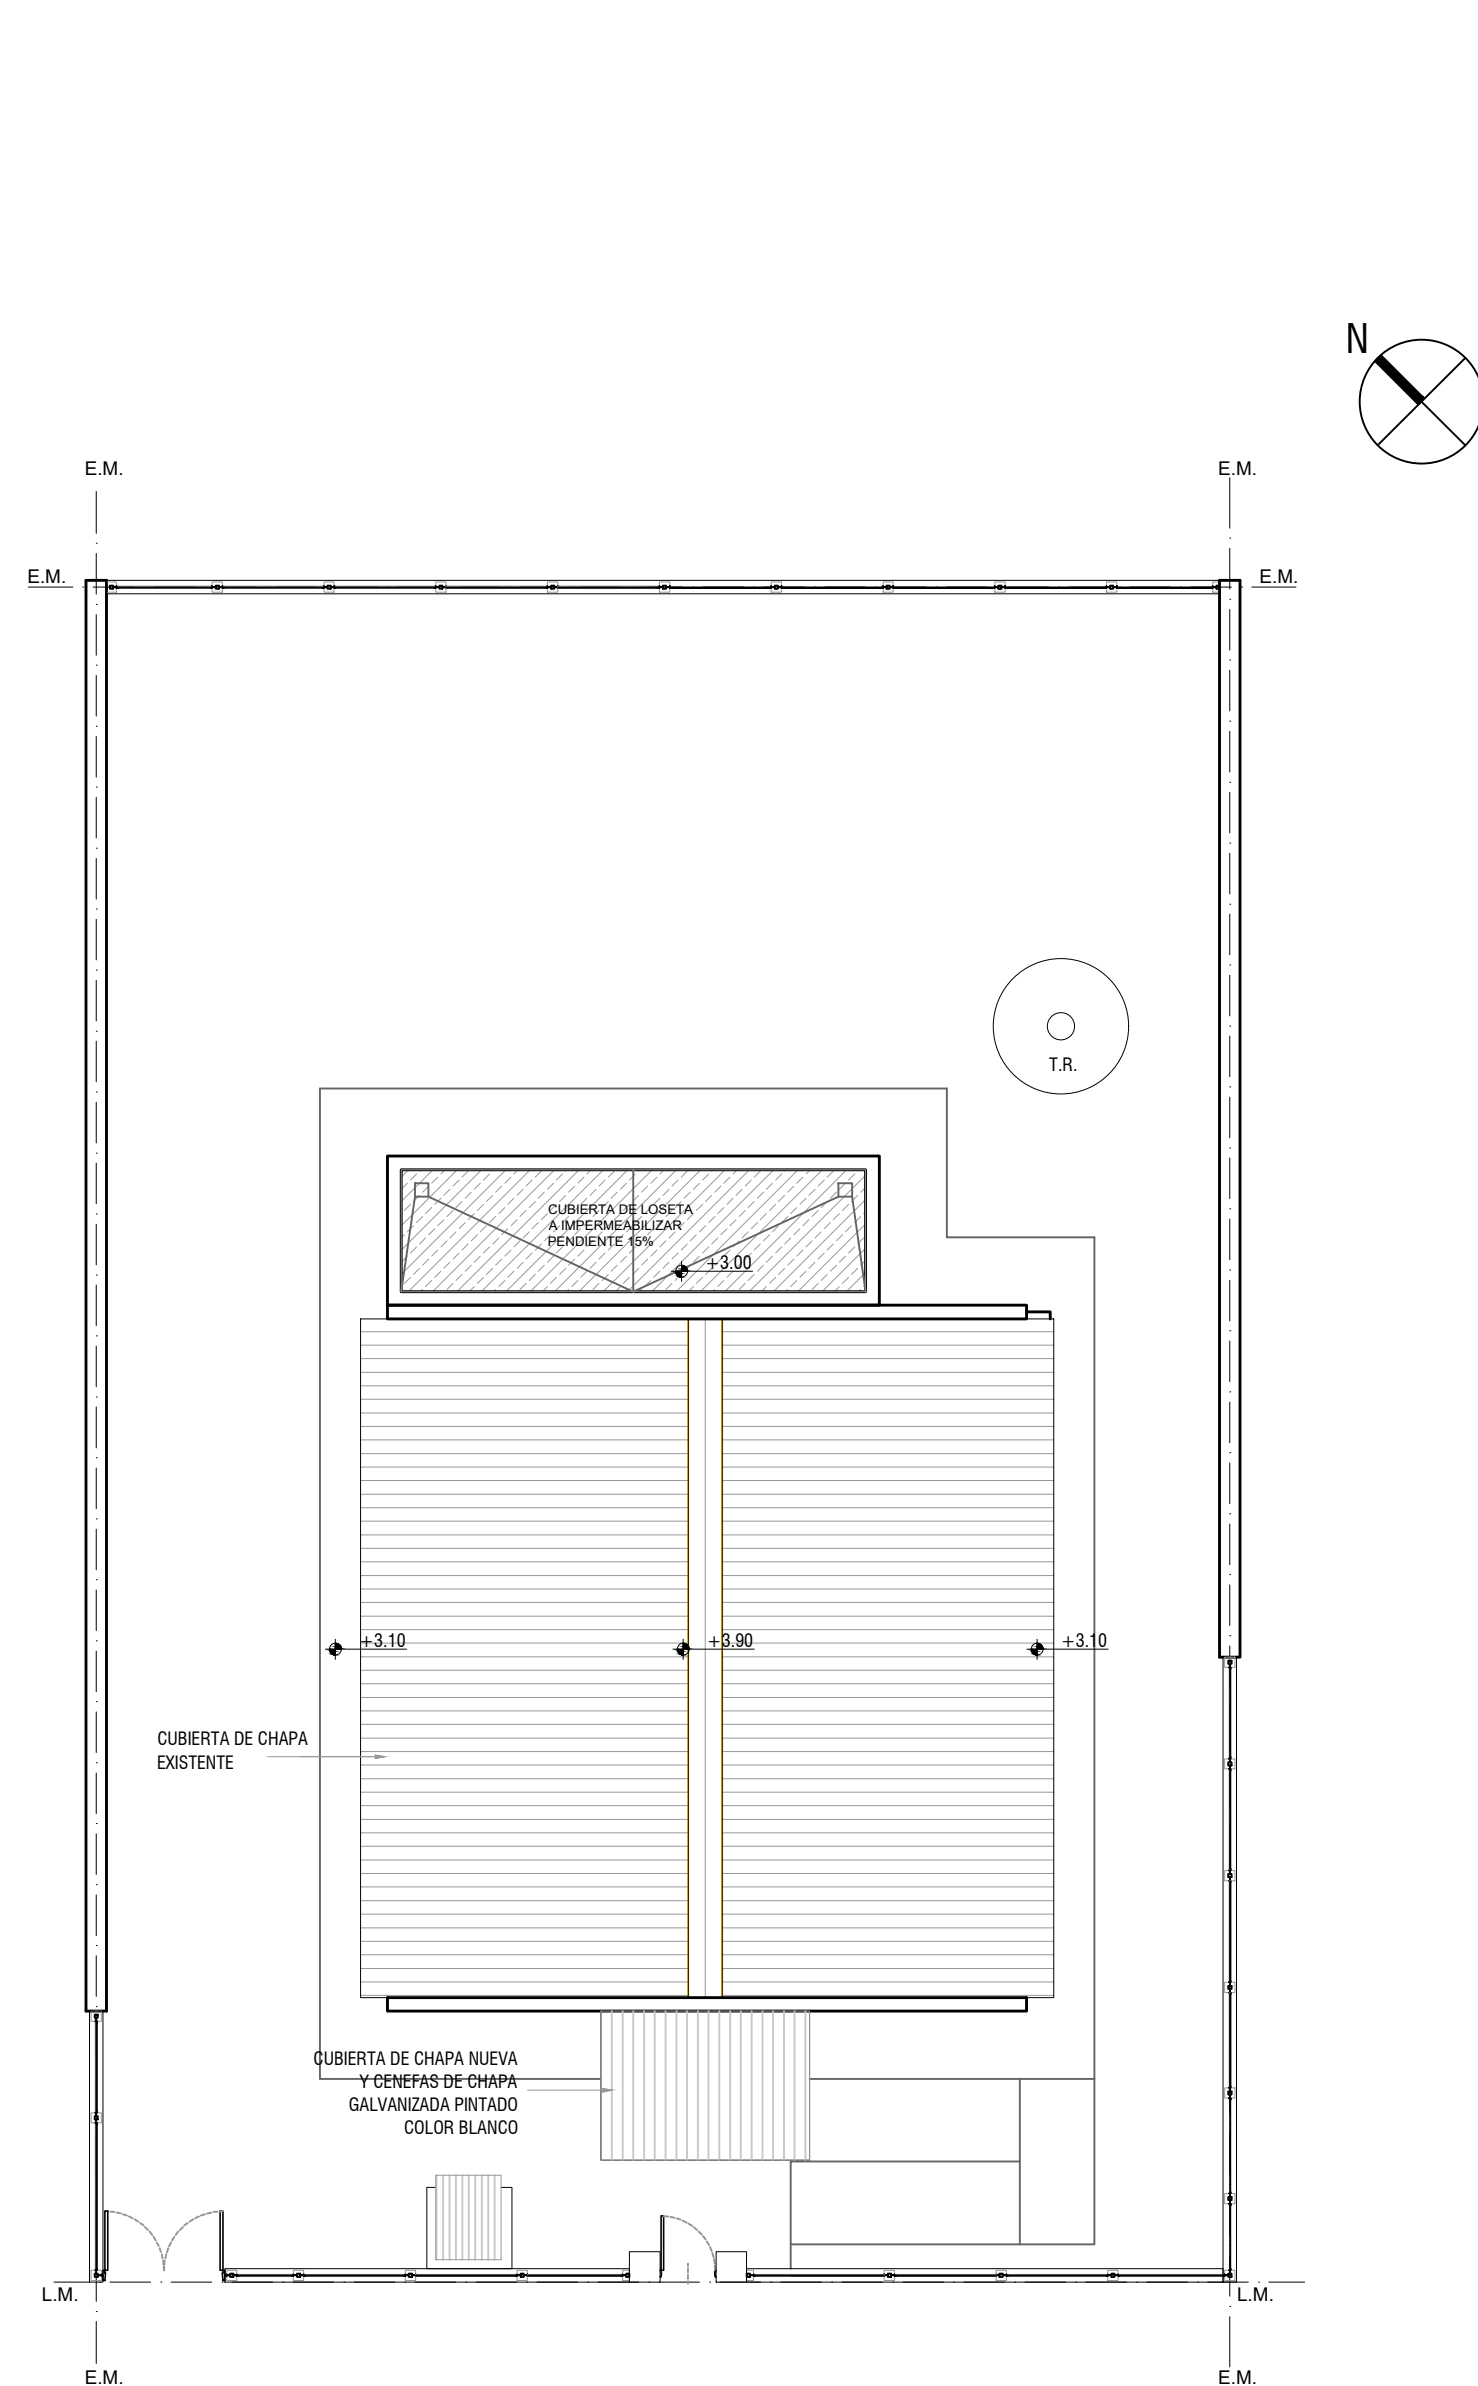 N
E.M.
E.M.
E.M.
E.M.
T.R.
CUBIERTA DE LOSETA
A IMPERMEABILIZAR
PENDIENTE 15%
+3.00
+3.10
+3.90
+3.10
CUBIERTA DE CHAPA
EXISTENTE
CUBIERTA DE CHAPA NUEVA
Y CENEFAS DE CHAPA
GALVANIZADA PINTADO
COLOR BLANCO
L.M.
L.M.
E.M.
E.M.